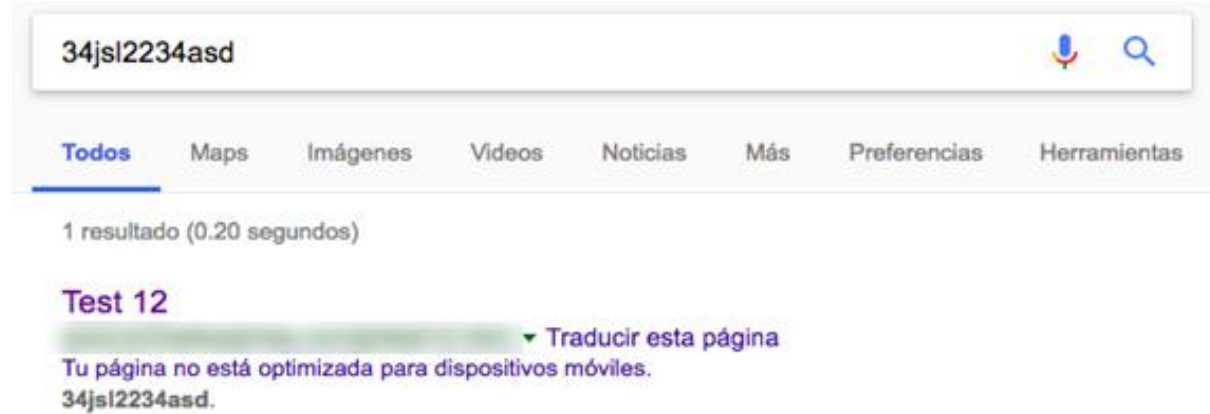 34jsl2234asd
Todos Maps Imágenes Videos Noticias Más Preferencias Herramientas
1 resultado (0.20 segundos)
Test 12
Traducir esta página
Tu página no está optimizada para dispositivos móviles.
34jsl2234asd.